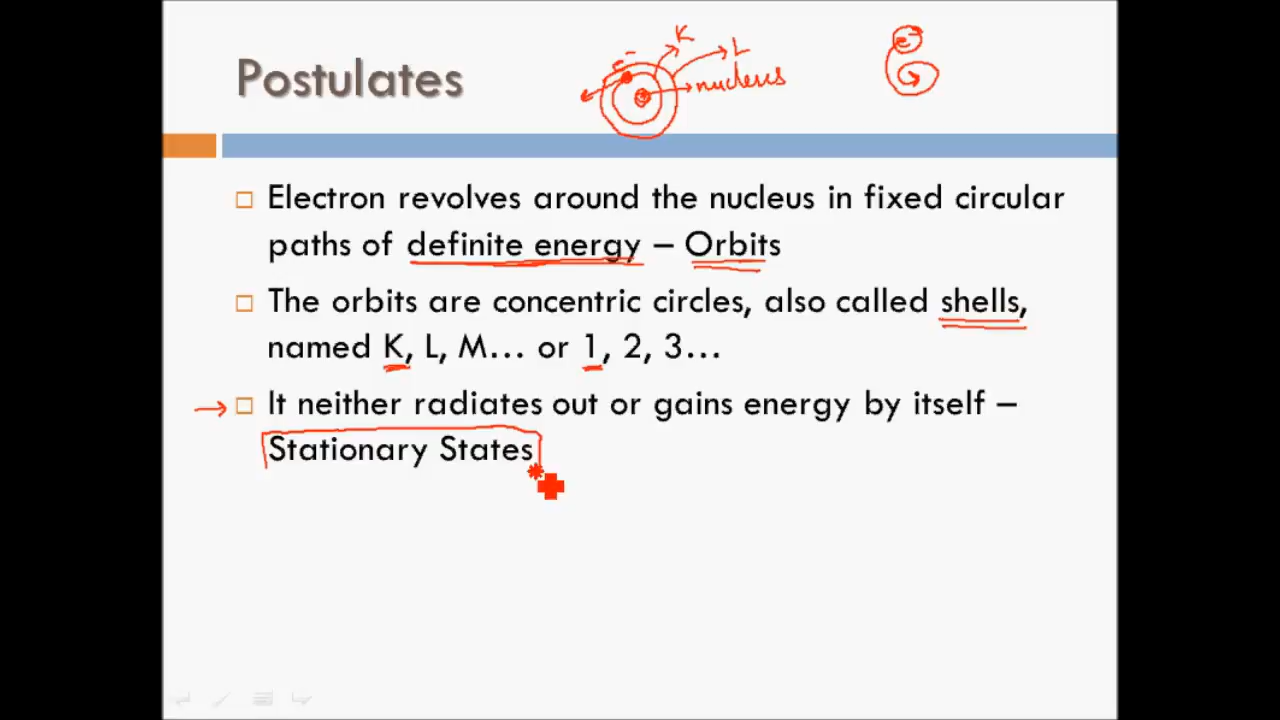 Postulates
K
L
e⁻
nucleus
e⁻
Electron revolves around the nucleus in fixed circular
paths of definite energy – Orbits
The orbits are concentric circles, also called shells,
named K, L, M... or 1, 2, 3...
It neither radiates out or gains energy by itself –
Stationary States